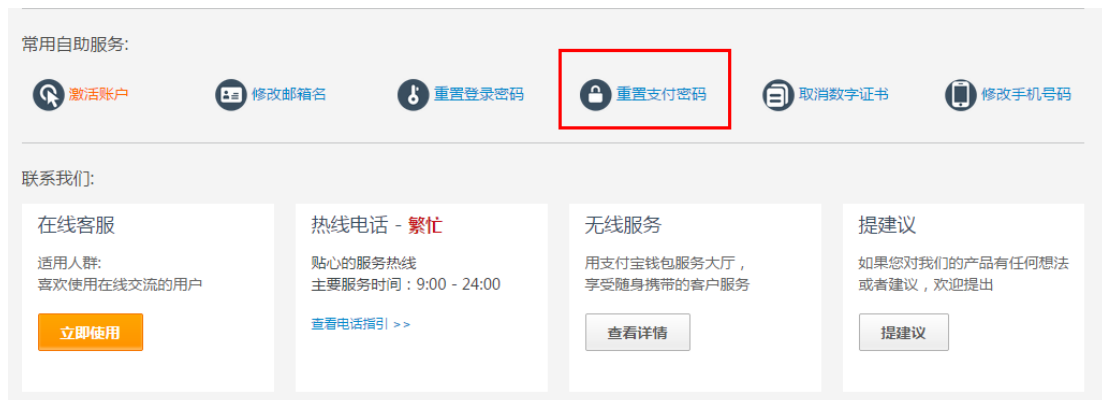 常用自助服务:
激活账户 修改邮箱名 重置登录密码 重置支付密码 取消数字证书 修改手机号码
联系我们:
在线客服
适用人群:
喜欢使用在线交流的用户
立即使用
热线电话 - 繁忙
贴心的服务热线
主要服务时间：9:00 - 24:00
查看电话指引 >>
无线服务
用支付宝钱包服务大厅，
享受随身携带的客户服务
查看详情
提建议
如果您对我们的产品有任何想法
或者建议，欢迎提出
提建议